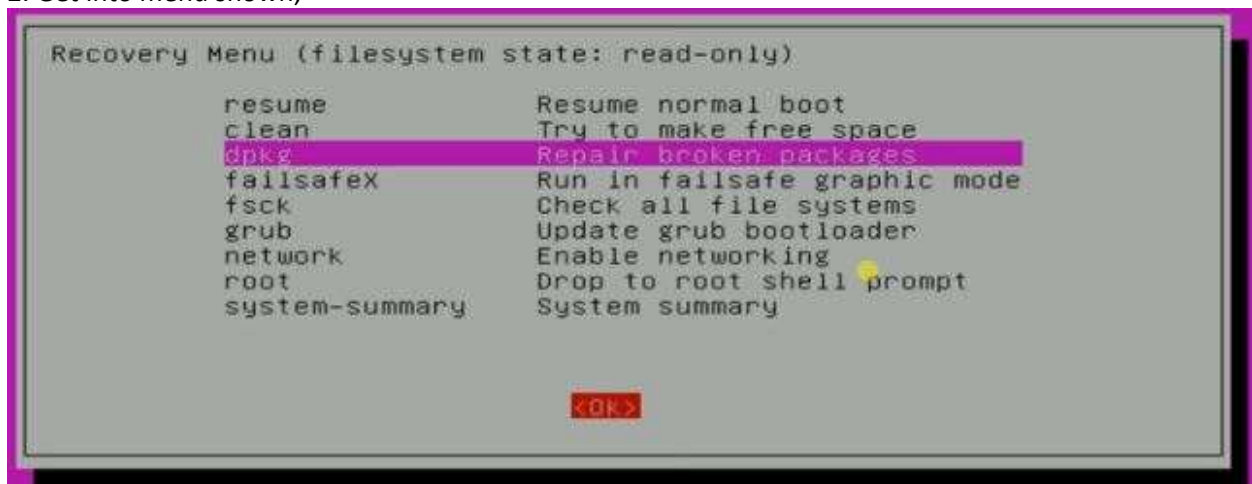 Recovery Menu (filesystem state: read-only)
resume Resume normal boot
clean Try to make free space
dpkg Repair broken packages
failsafeX Run in failsafe graphic mode
fsck Check all file systems
grub Update grub bootloader
network Enable networking
root Drop to root shell prompt
system-summary System summary
<Ok>